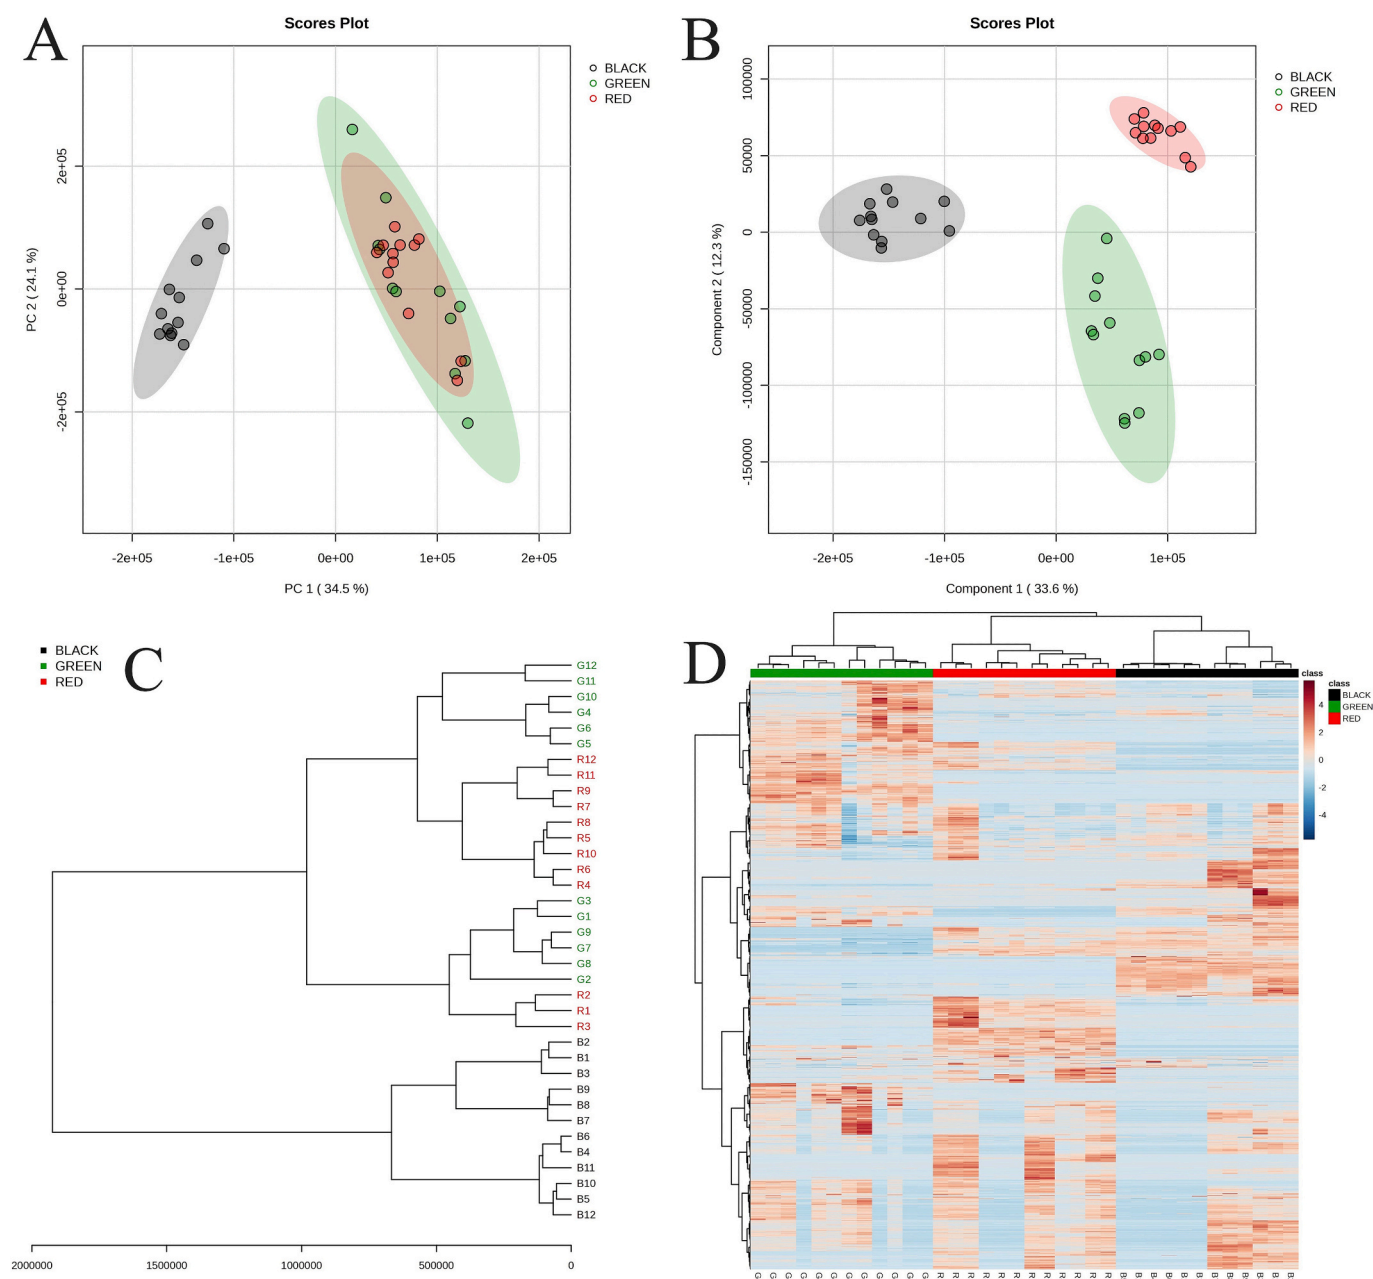 A
Scores Plot
BLACK
GREEN
RED
2e+05
0e+00
-2e+05
PC 2 ( 24.1 %)
-2e+05 -1e+05 0e+00 1e+05 2e+05
PC 1 ( 34.5 %)
B
Scores Plot
BLACK
GREEN
RED
100000
50000
0
-50000
-100000
-150000
Component 2 ( 12.3 %)
-2e+05 -1e+05 0e+00 1e+05
Component 1 ( 33.6 %)
C
BLACK
GREEN
RED
G12
G11
G10
G4
G6
G5
R12
R11
R9
R7
R8
R5
R10
R6
R4
G3
G1
G9
G7
G8
G2
R2
R1
R3
B2
B1
B3
B9
B8
B7
B6
B4
B11
B10
B5
B12
2000000 1500000 1000000 500000 0
D
class
class
BLACK
GREEN
RED
4
2
0
-2
-4
G G G G G G G G G G G G R R R R R R R R R R R R B B B B B B B B B B B B